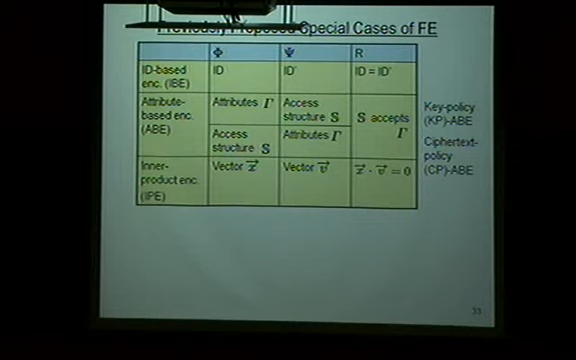 Previously Proposed Special Cases of FE
Φ Ψ R
ID-based enc. (IBE) ID ID' ID = ID'
Attribute-based enc. (ABE) Attributes Γ Access structure S S accepts Γ Key-policy (KP)-ABE
Access structure S Attributes Γ Ciphertext-policy (CP)-ABE
Inner-product enc. (IPE) Vector x⃗ Vector v⃗ x⃗ · v⃗ = 0
33